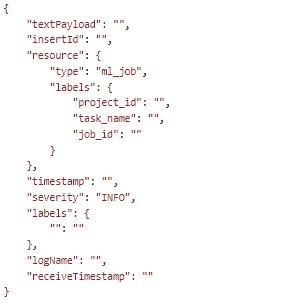 {
    "textPayload": "",
    "insertId": "",
    "resource": {
        "type": "ml_job",
        "labels": {
            "project_id": "",
            "task_name": "",
            "job_id": ""
        }
    },
    "timestamp": "",
    "severity": "INFO",
    "labels": {
        "": ""
    },
    "logName": "",
    "receiveTimestamp": ""
}